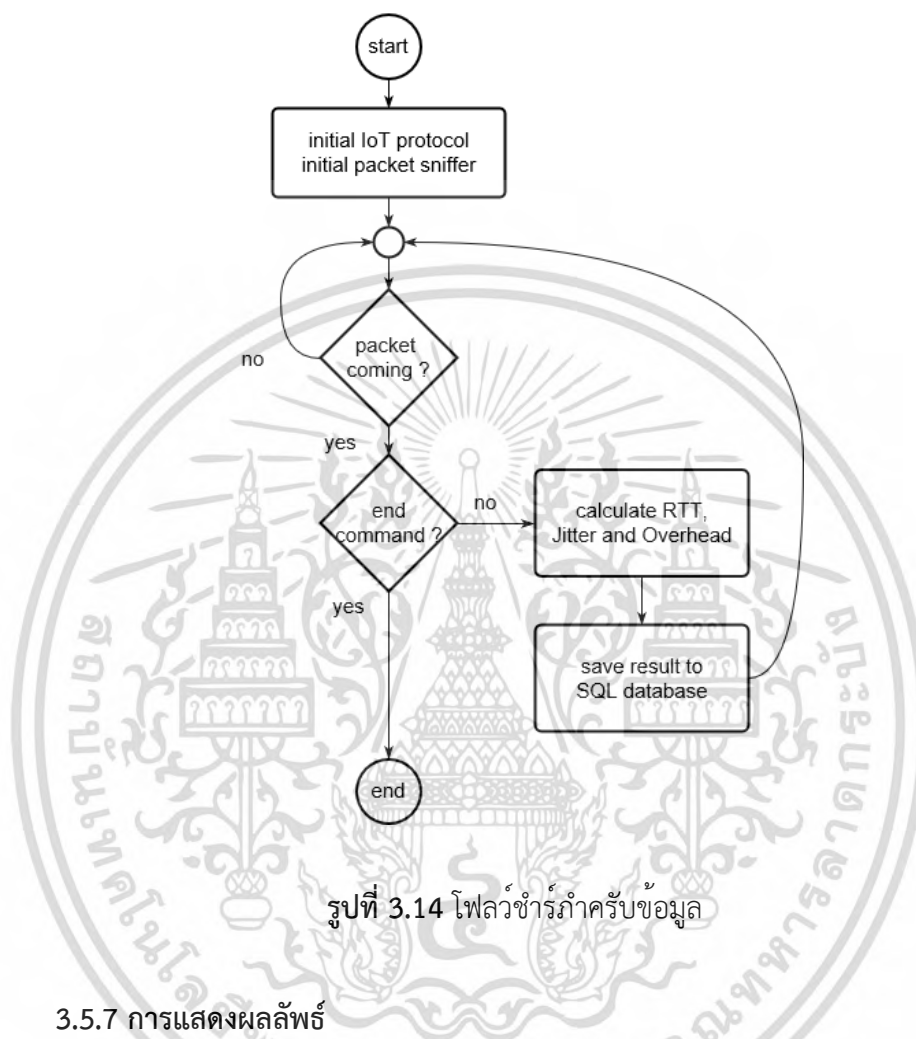 start
initial IoT protocol
initial packet sniffer
no
packet
coming ?
yes
end
command ?
no
calculate RTT,
Jitter and Overhead
yes
save result to
SQL database
end
รูปที่ 3.14 โฟลว์ชำร์ภำครับข้อมูล
3.5.7 การแสดงผลลัพธ์